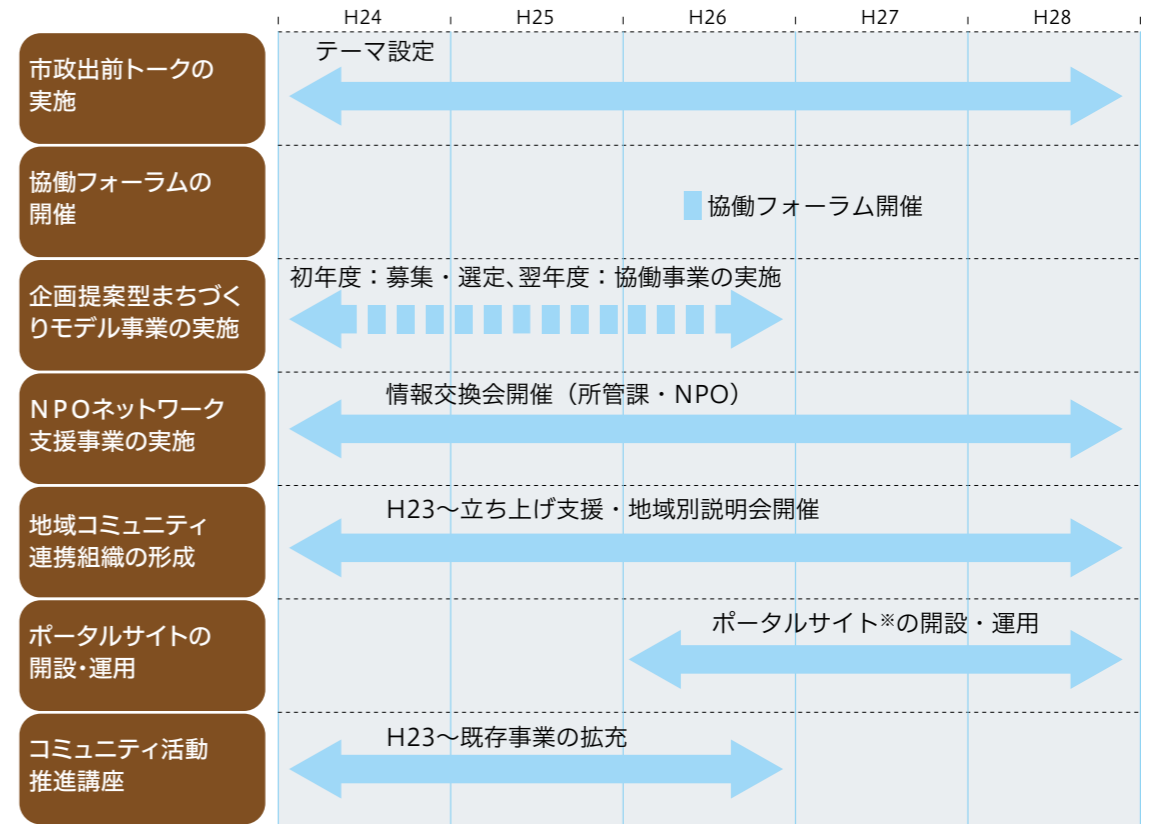 H24 H25 H26 H27 H28
市政出前トークの
実施
テーマ設定
協働フォーラムの
開催
協働フォーラム開催
企画提案型まちづく
りモデル事業の実施
初年度：募集・選定、翌年度：協働事業の実施
NPOネットワーク
支援事業の実施
情報交換会開催（所管課・NPO）
地域コミュニティ
連携組織の形成
H23～立ち上げ支援・地域別説明会開催
ポータルサイトの
開設・運用
ポータルサイト※の開設・運用
コミュニティ活動
推進講座
H23～既存事業の拡充